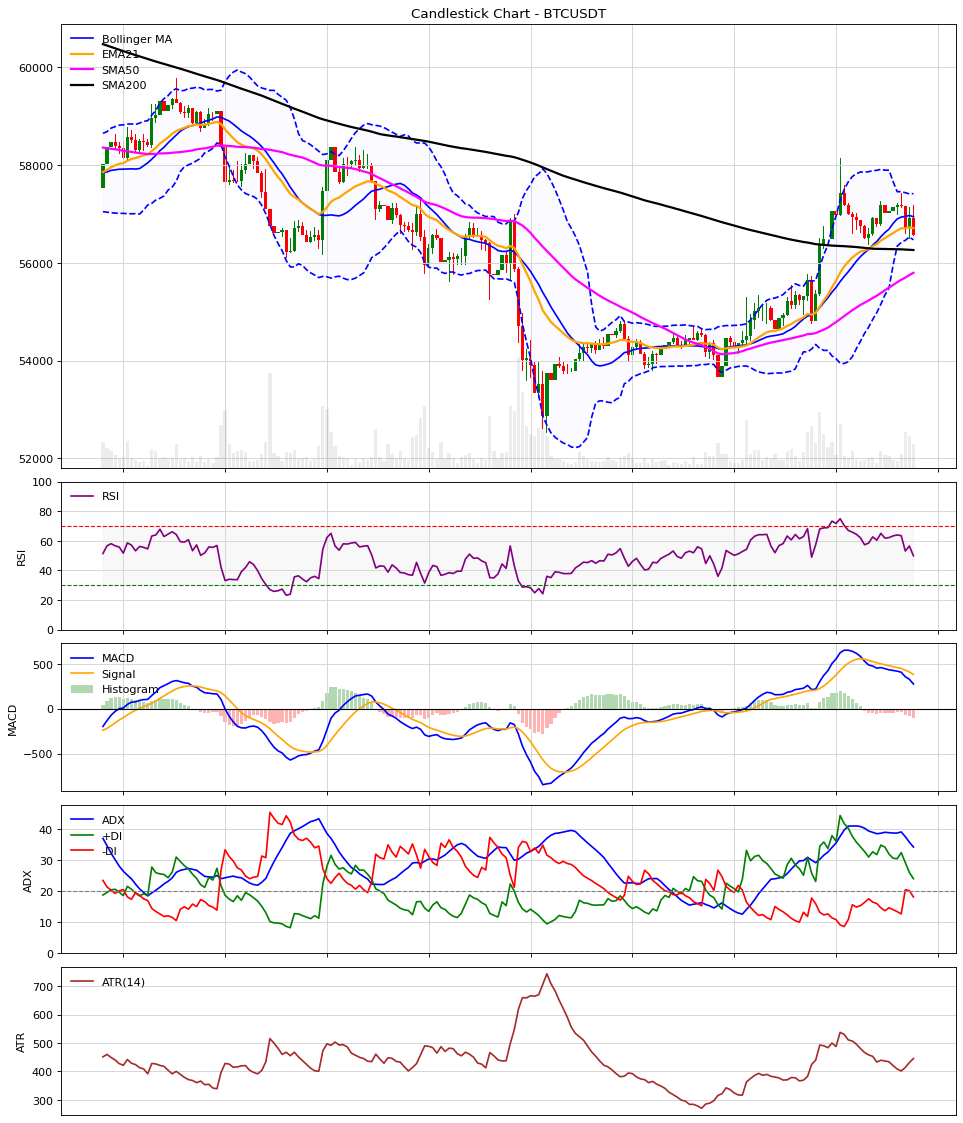 Candlestick Chart - BTCUSDT
Bollinger MA
EMA21
SMA50
SMA200
60000
58000
56000
54000
52000
RSI
100
80
60
40
20
0
RSI
MACD
Signal
Histogram
500
0
−500
MACD
ADX
+DI
-DI
40
30
20
10
0
ADX
ATR(14)
700
600
500
400
300
ATR